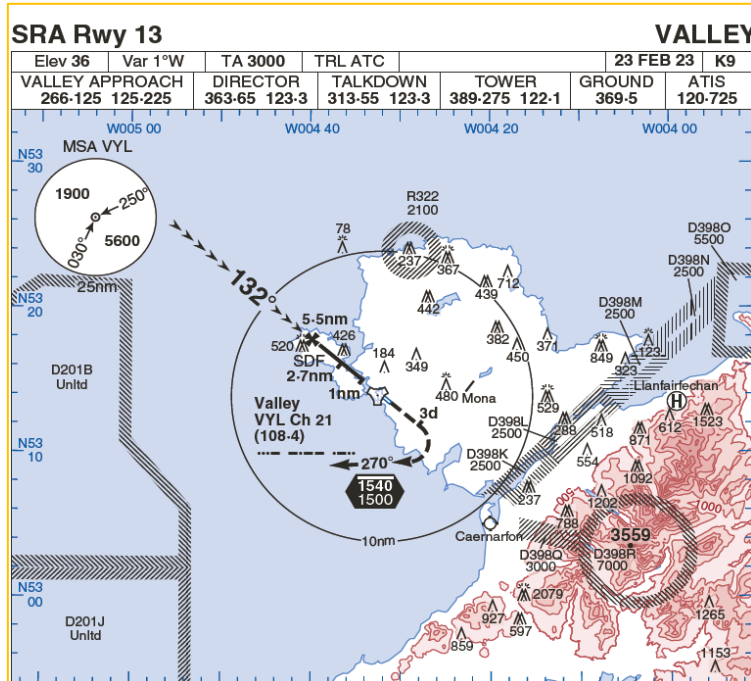 SRA Rwy 13 VALLEY
Elev 36 Var 1°W TA 3000 TRL ATC 23 FEB 23 K9
VALLEY APPROACH DIRECTOR TALKDOWN TOWER GROUND ATIS
266·125 125·225 363·65 123·3 313·55 123·3 389·275 122·1 369·5 120·725
W005 00 W004 40 W004 20 W004 00
MSA VYL
N53
30
1900
250°
5600
030°
25nm
R322
2100
78
237
367
D398O
5500
D398N
2500
712
439
442
132°
N53
20
D398M
2500
5·5nm
520
426
SDF
382
450
371
849
123
323
184
349
2·7nm
1nm
Llanfairfechan
H
D201B
Unltd
Valley
VYL Ch 21
(108·4)
480
Mona
529
3d
D398L
2500
288
518
612
1523
871
N53
10
270°
D398K
2500
554
1092
1540
1500
237
1202
500
788
Caernarfon
10nm
3559
D398Q
3000
D398R
7000
N53
00
2079
D201J
Unltd
927
597
859
1265
1153